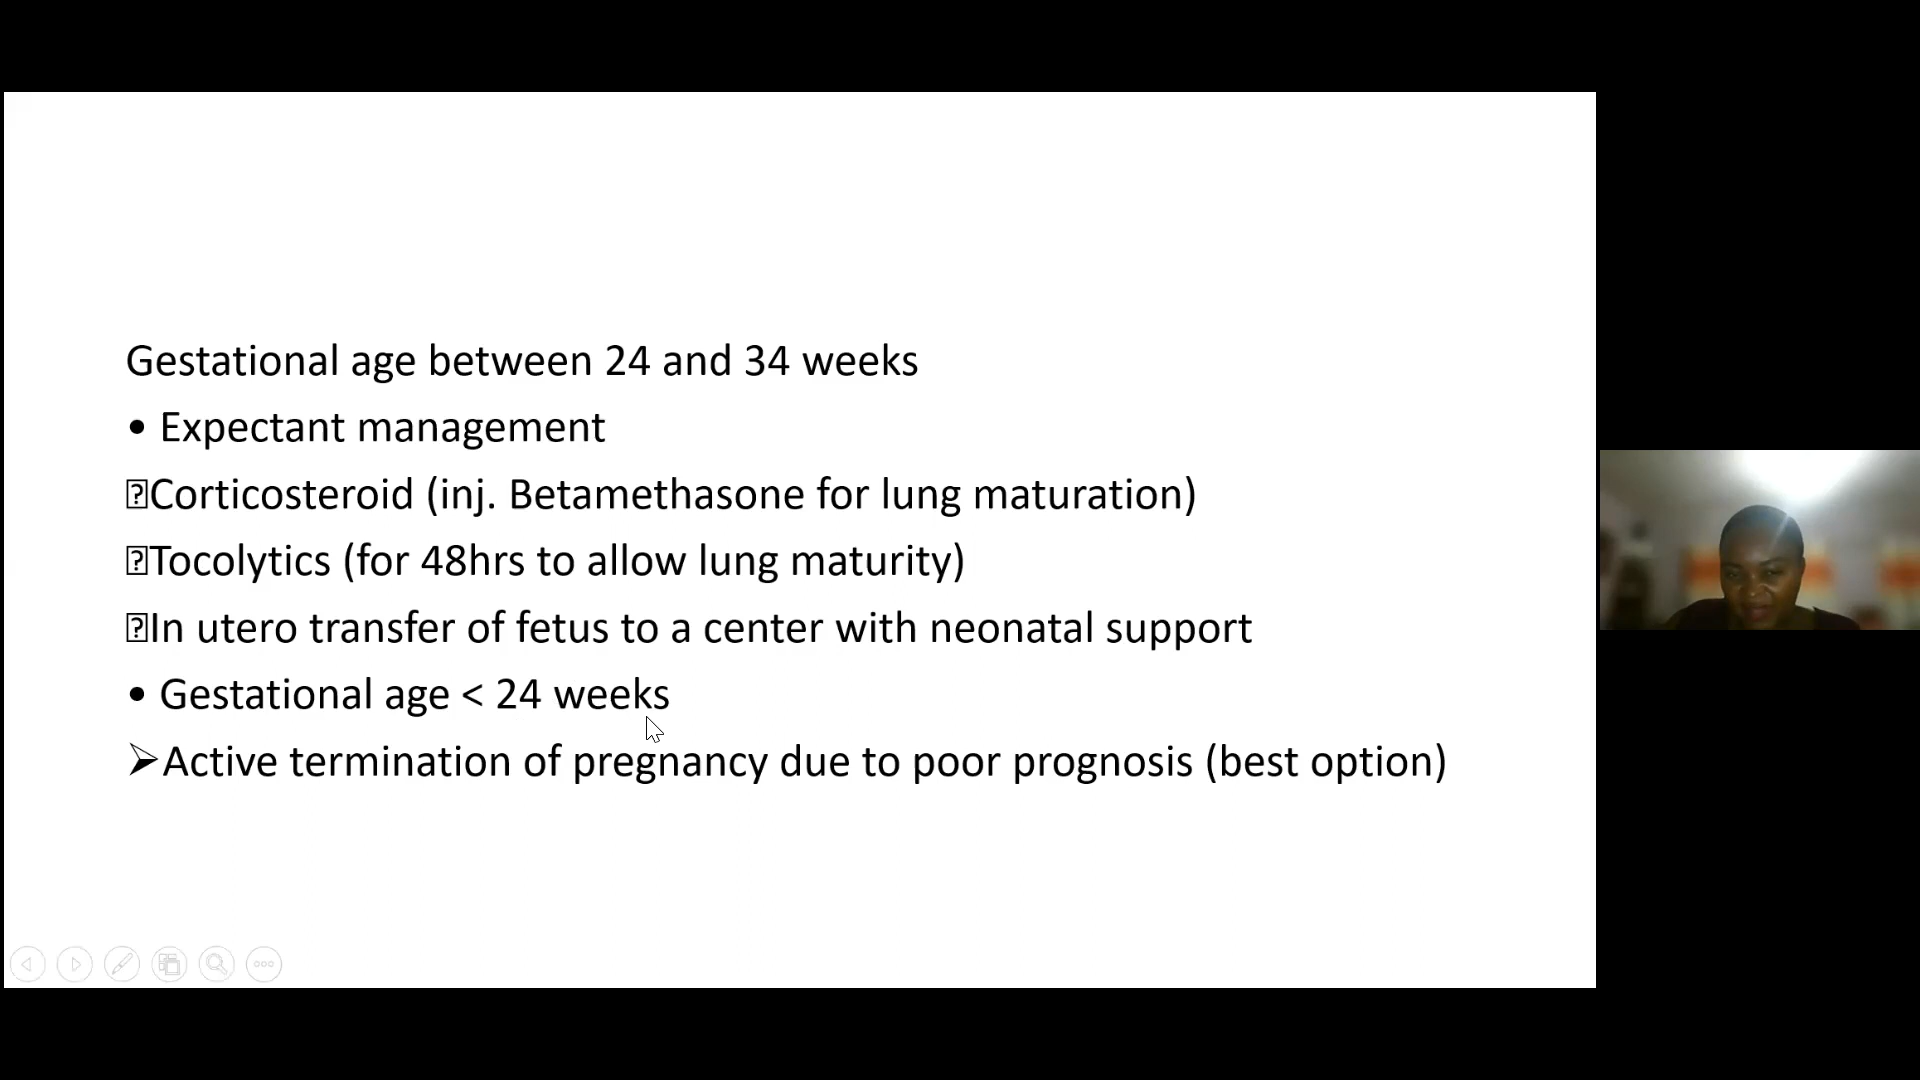 Gestational age between 24 and 34 weeks
• Expectant management
⍰Corticosteroid (inj. Betamethasone for lung maturation)
⍰Tocolytics (for 48hrs to allow lung maturity)
⍰In utero transfer of fetus to a center with neonatal support
• Gestational age < 24 weeks
➢Active termination of pregnancy due to poor prognosis (best option)